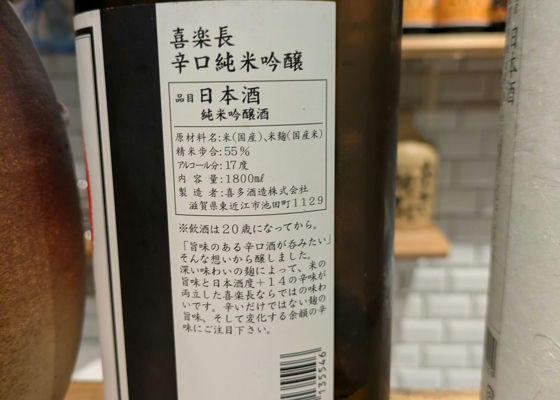 喜楽長
辛口純米吟醸
品目 日本酒
純米吟醸酒
原材料名:米(国産)、米麹(国産米)
精米歩合:55%
アルコール分:17度
内容量:1800㎖
製造者:喜多酒造株式会社
滋賀県東近江市池田町1129
※飲酒は20歳になってから。
「旨味のある辛口酒が呑みたい」
そんな想いから醸しました。
深い味わいの麹によって、米の
旨味と日本酒度+14の辛味が
両立した喜楽長ならではの味わ
いです。辛いだけではない麹の
旨味、そして変化する余韻の辛
味にご注目下さい。
135546
日本酒